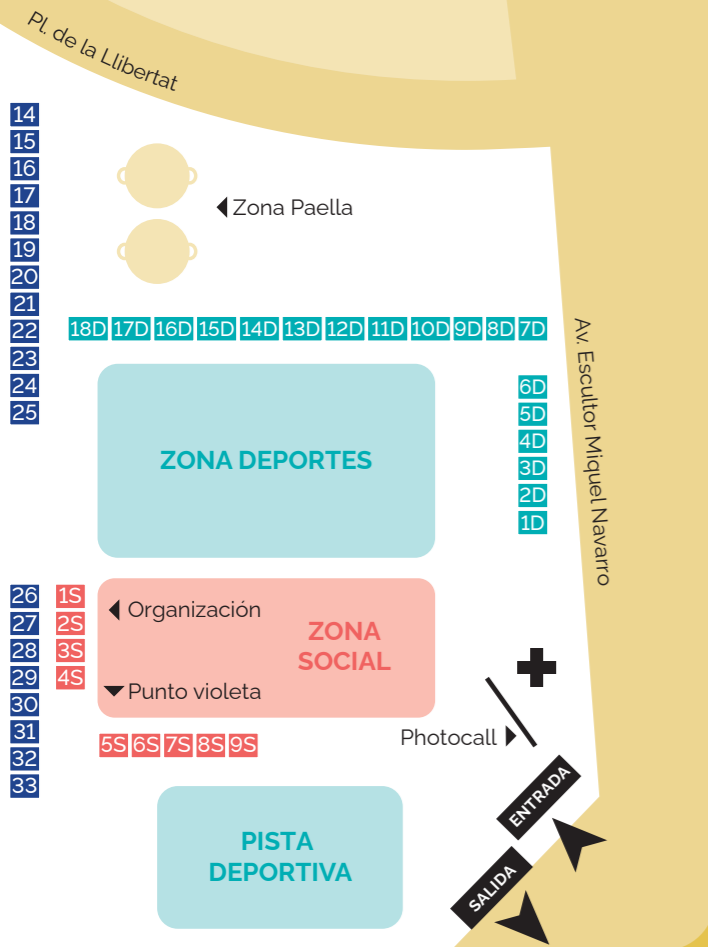 Pl. de la Llibertat
14
15
16
17
18
19
20
21
22
23
24
25
Zona Paella
18D 17D 16D 15D 14D 13D 12D 11D 10D 9D 8D 7D
6D
5D
4D
3D
2D
1D
Av. Escultor Miquel Navarro
ZONA DEPORTES
26
27
28
29
30
31
32
33
1S
2S
3S
4S
Organización
ZONA
SOCIAL
Punto violeta
5S 6S 7S 8S 9S
Photocall
ENTRADA
SALIDA
PISTA
DEPORTIVA